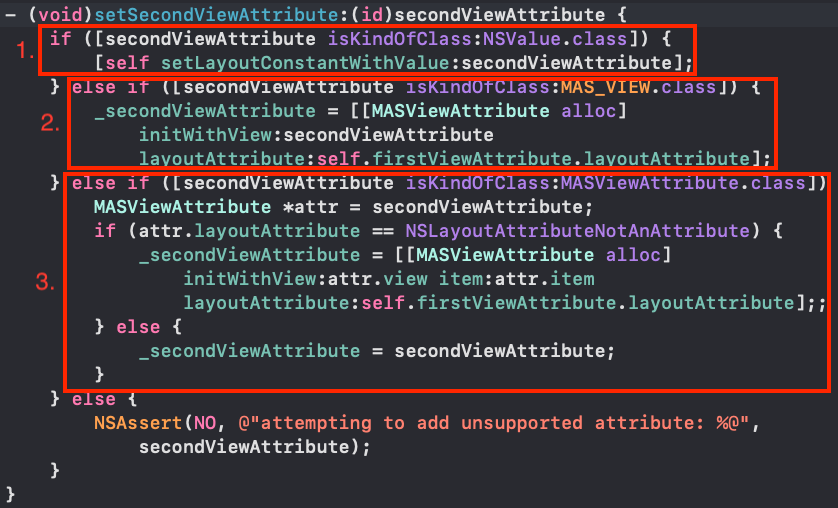 - (void)setSecondViewAttribute:(id)secondViewAttribute {
1. if ([secondViewAttribute isKindOfClass:NSValue.class]) {
[self setLayoutConstantWithValue:secondViewAttribute];
} else if ([secondViewAttribute isKindOfClass:MAS_VIEW.class]) {
2. _secondViewAttribute = [[MASViewAttribute alloc]
initWithView:secondViewAttribute
layoutAttribute:self.firstViewAttribute.layoutAttribute];
} else if ([secondViewAttribute isKindOfClass:MASViewAttribute.class])
MASViewAttribute *attr = secondViewAttribute;
if (attr.layoutAttribute == NSLayoutAttributeNotAnAttribute) {
_secondViewAttribute = [[MASViewAttribute alloc]
3. initWithView:attr.view item:attr.item
layoutAttribute:self.firstViewAttribute.layoutAttribute];;
} else {
_secondViewAttribute = secondViewAttribute;
}
} else {
NSAssert(NO, @"attempting to add unsupported attribute: %@",
secondViewAttribute);
}
}